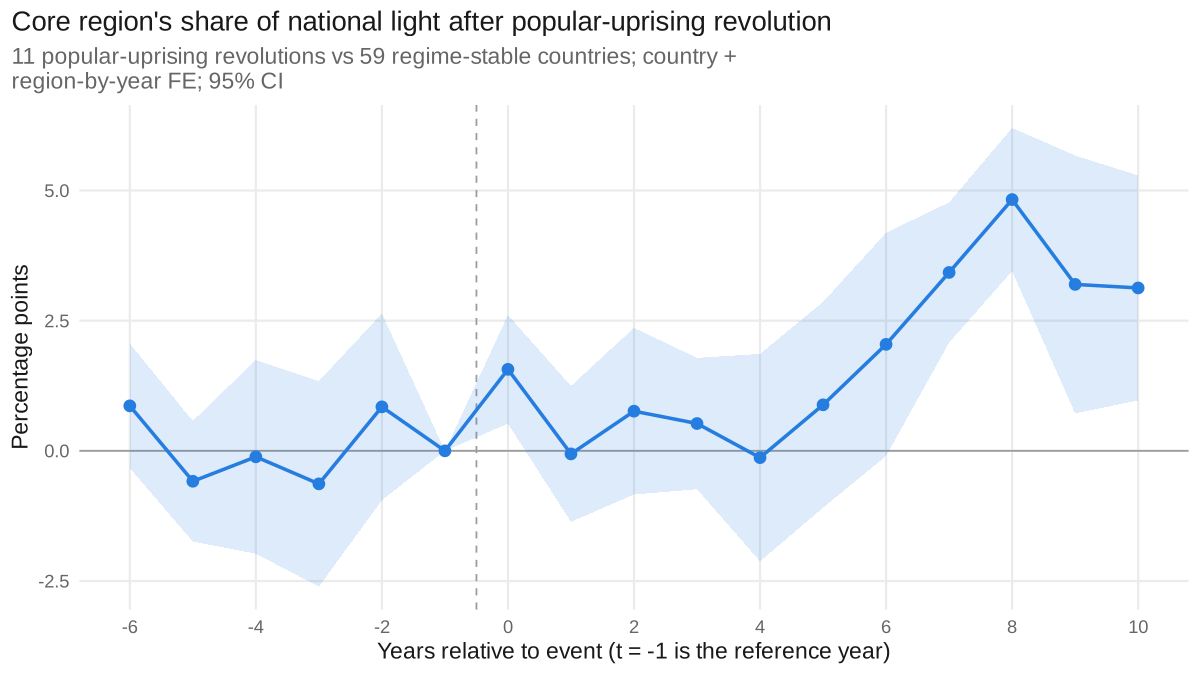 Core region's share of national light after popular-uprising revolution
11 popular-uprising revolutions vs 59 regime-stable countries; country +
region-by-year FE; 95% CI
Percentage points
5.0
2.5
0.0
-2.5
-6
-4
-2
0
2
4
6
8
10
Years relative to event (t = -1 is the reference year)